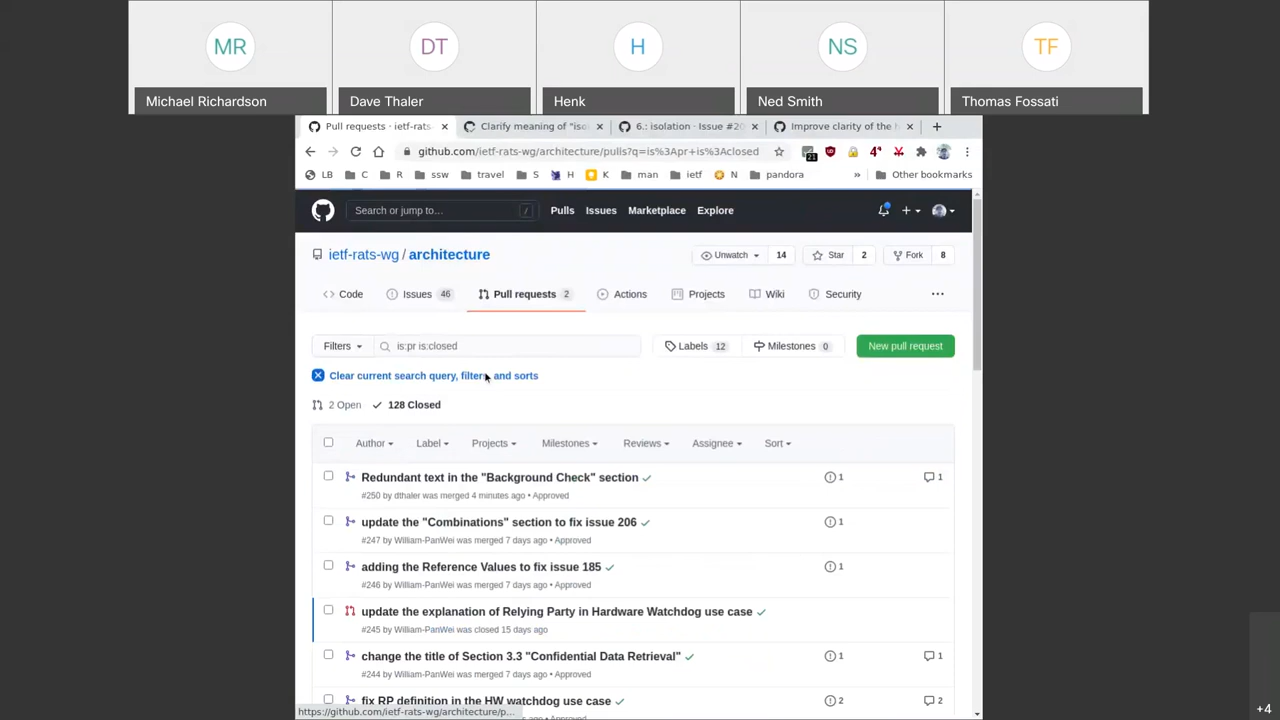 MR DT H NS TF
Michael Richardson Dave Thaler Henk Ned Smith Thomas Fossati
Pull requests · ietf-rats- Clarify meaning of "iso 6.: isolation · Issue #20 Improve clarity of the h
github.com/ietf-rats-wg/architecture/pulls?q=is%3Apr+is%3Aclosed 21
LB C R ssw travel S H K man ietf N pandora » Other bookmarks
Search or jump to... / Pulls Issues Marketplace Explore
ietf-rats-wg / architecture Unwatch 14 Star 2 Fork 8
Code Issues 46 Pull requests 2 Actions Projects Wiki Security ...
Filters is:pr is:closed Labels 12 Milestones 0 New pull request
Clear current search query, filters, and sorts
2 Open 128 Closed
Author Label Projects Milestones Reviews Assignee Sort
Redundant text in the "Background Check" section 1 1
#250 by dthaler was merged 4 minutes ago • Approved
update the "Combinations" section to fix issue 206 1
#247 by William-PanWei was merged 7 days ago • Approved
adding the Reference Values to fix issue 185 1
#246 by William-PanWei was merged 7 days ago • Approved
update the explanation of Relying Party in Hardware Watchdog use case
#245 by William-PanWei was closed 15 days ago
change the title of Section 3.3 "Confidential Data Retrieval" 1 1
#244 by William-PanWei was merged 7 days ago • Approved
fix RP definition in the HW watchdog use case 2 2
https://github.com/ietf-rats-wg/architecture/p...
+4